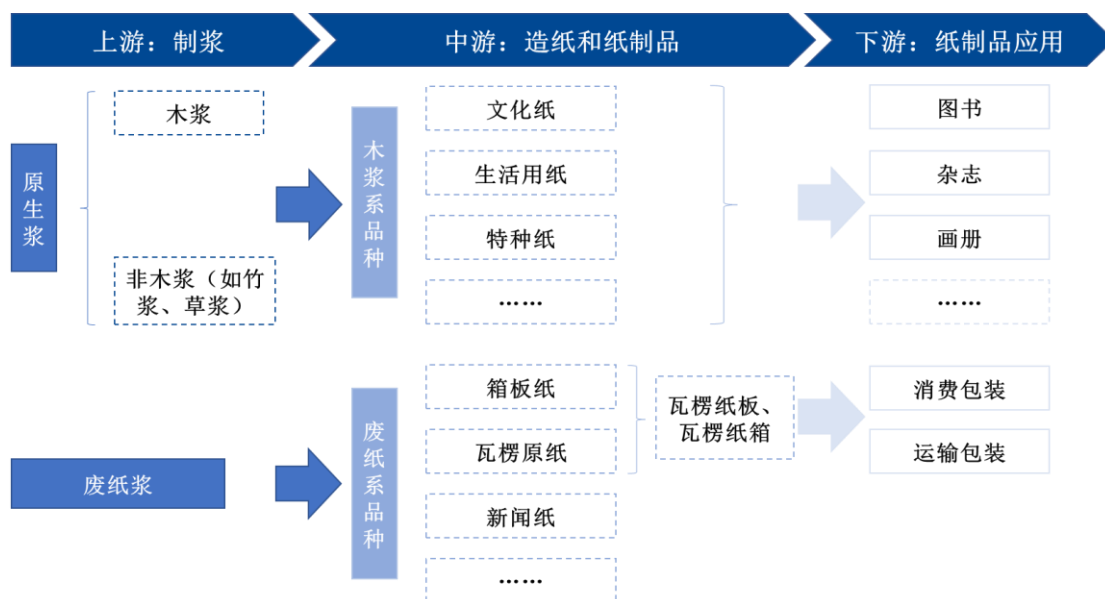 上游：制浆
中游：造纸和纸制品
下游：纸制品应用
原生浆
木浆
非木浆（如竹
浆、草浆）
木浆系品种
文化纸
生活用纸
特种纸
……
图书
杂志
画册
……
废纸浆
废纸系品种
箱板纸
瓦楞原纸
新闻纸
……
瓦楞纸板、
瓦楞纸箱
消费包装
运输包装